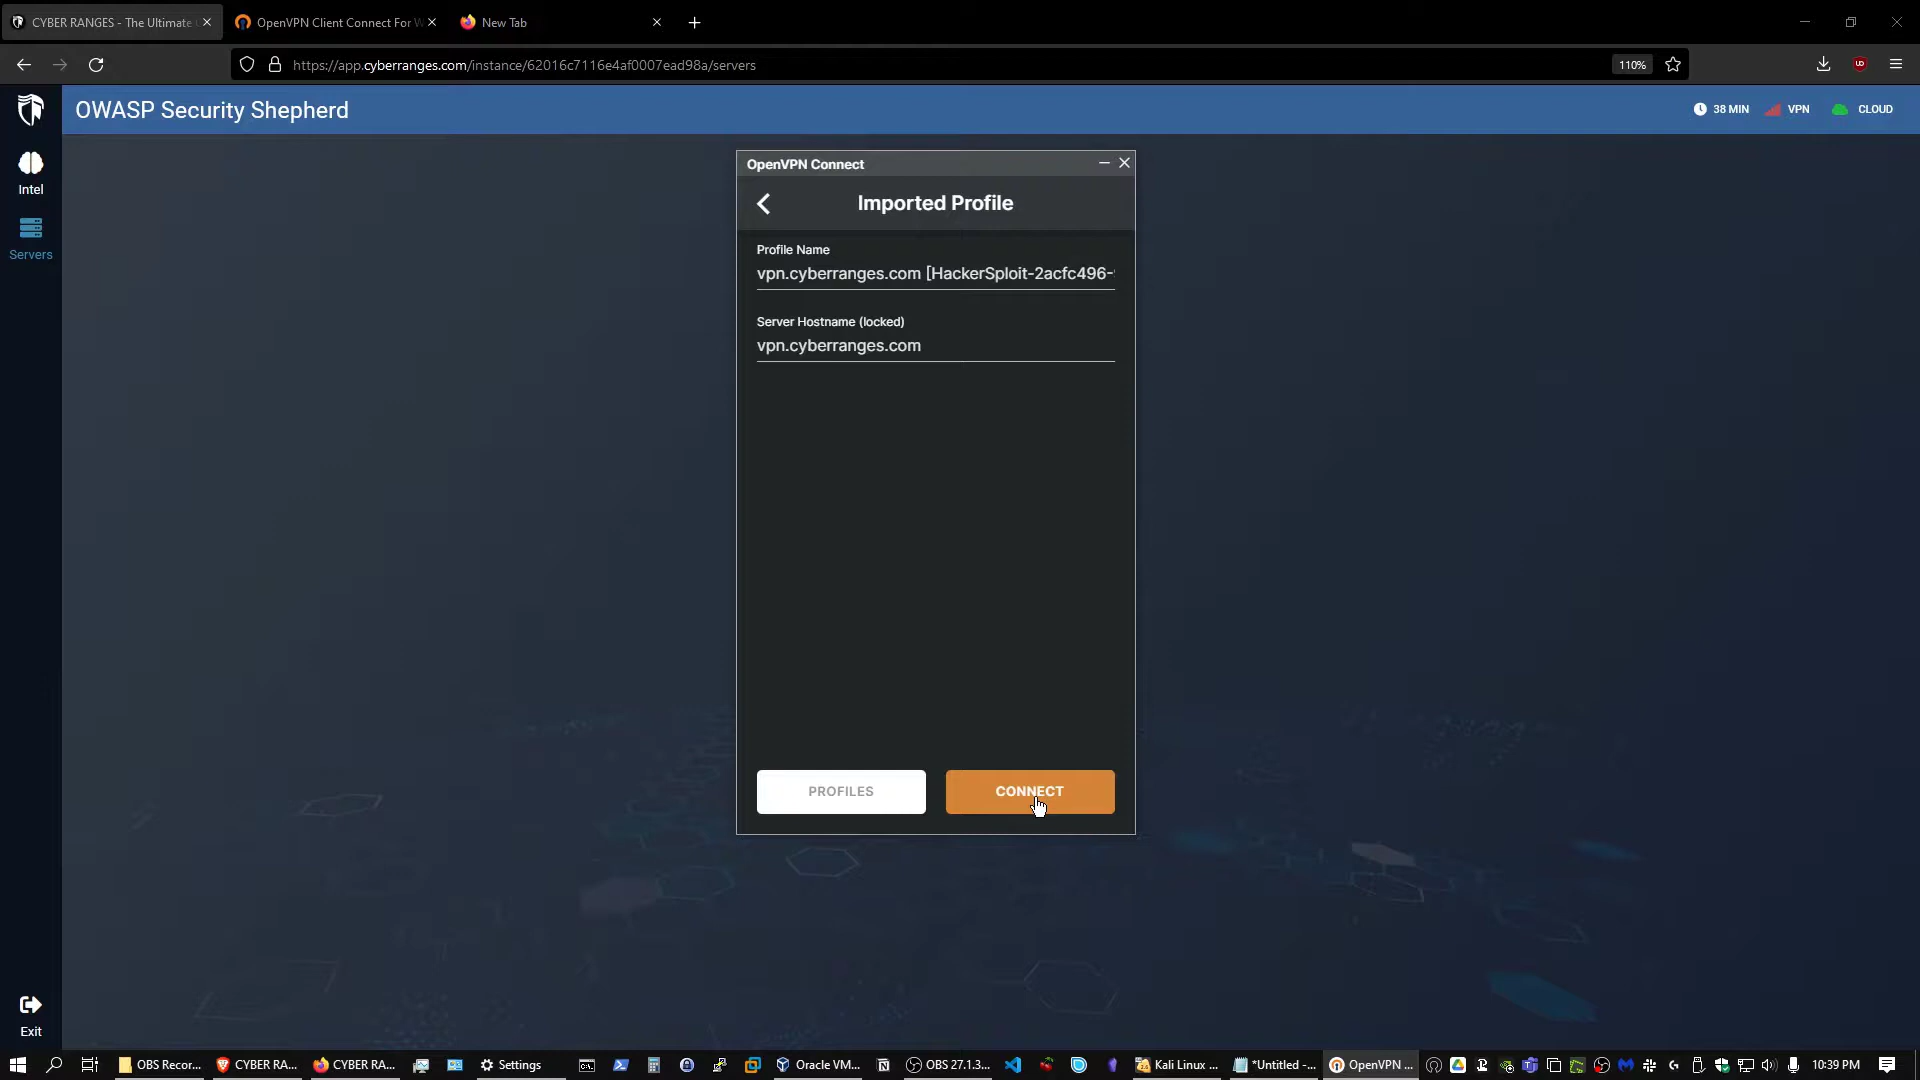 CYBER RANGES - The Ultimate
OpenVPN Client Connect For W
New Tab
https://app.cyberranges.com/instance/62016c7116e4af0007ead98a/servers
110%
OWASP Security Shepherd
38 MIN
VPN
CLOUD
Intel
Servers
Exit
OpenVPN Connect
Imported Profile
Profile Name
vpn.cyberranges.com [HackerSploit-2acfc496-
Server Hostname (locked)
vpn.cyberranges.com
PROFILES
CONNECT
OBS Recor...
CYBER RA...
CYBER RA...
Settings
Oracle VM...
OBS 27.1.3...
Kali Linux ...
*Untitled -...
OpenVPN ...
10:39 PM